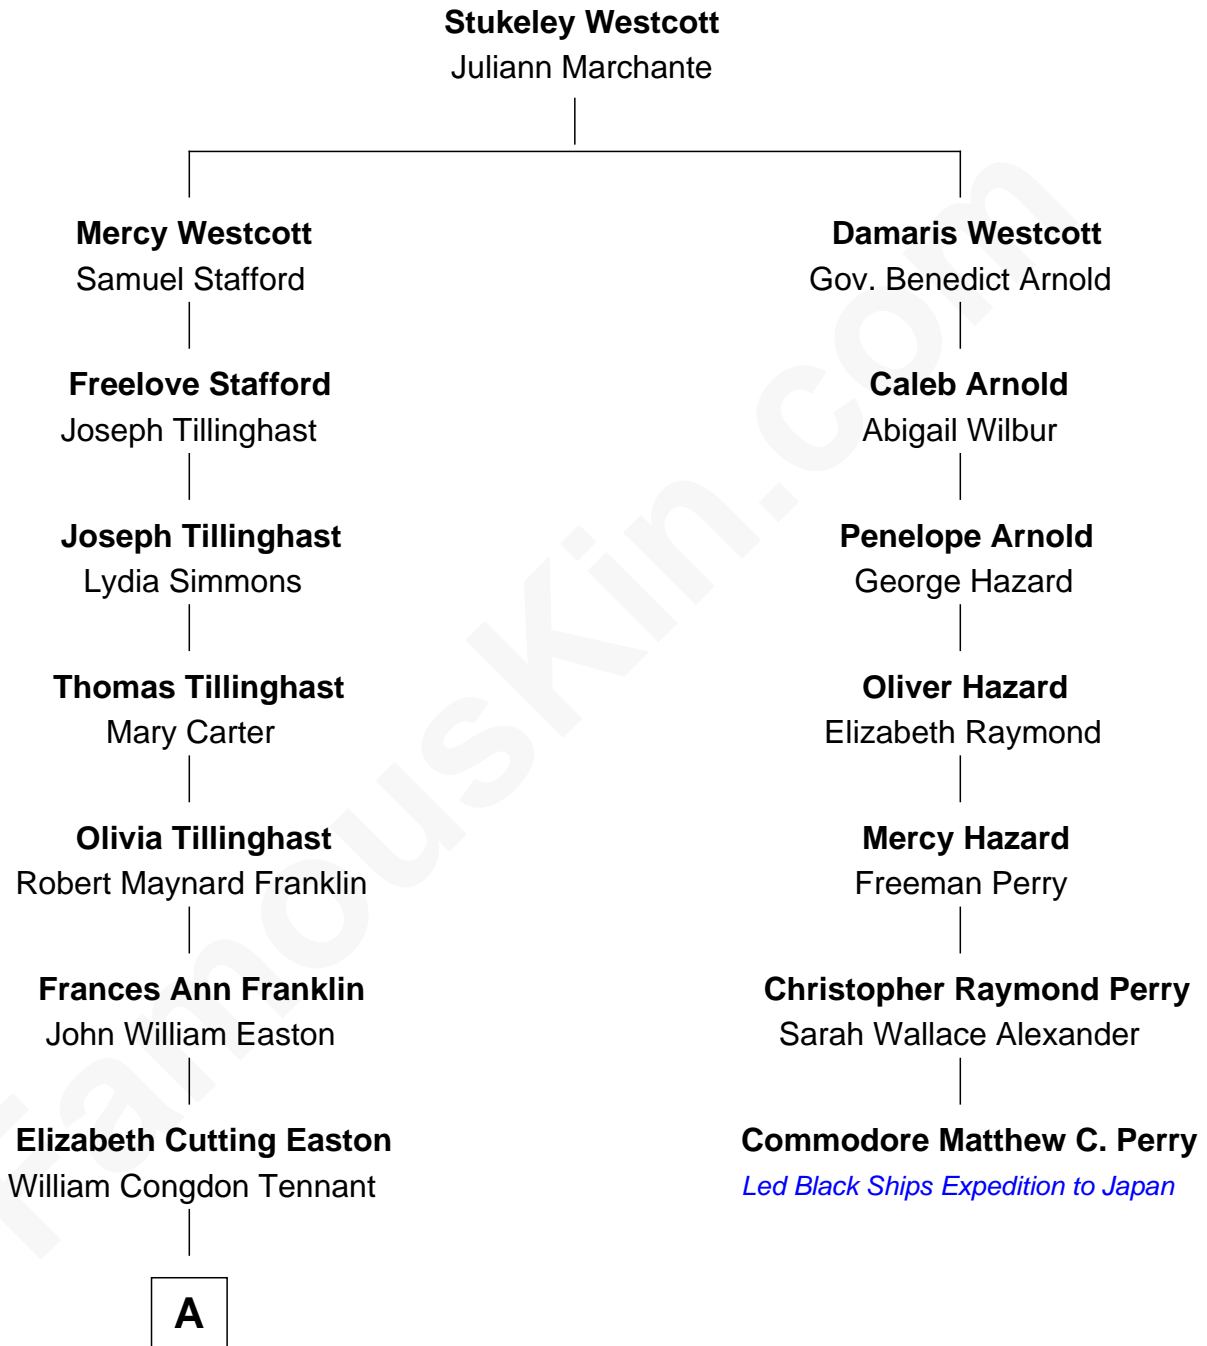 Stukeley Westcott
Juliann Marchante
Mercy Westcott
Samuel Stafford
Damaris Westcott
Gov. Benedict Arnold
Freelove Stafford
Joseph Tillinghast
Caleb Arnold
Abigail Wilbur
Joseph Tillinghast
Lydia Simmons
Penelope Arnold
George Hazard
Thomas Tillinghast
Mary Carter
Oliver Hazard
Elizabeth Raymond
Olivia Tillinghast
Robert Maynard Franklin
Mercy Hazard
Freeman Perry
Frances Ann Franklin
John William Easton
Christopher Raymond Perry
Sarah Wallace Alexander
Elizabeth Cutting Easton
William Congdon Tennant
Commodore Matthew C. Perry
Led Black Ships Expedition to Japan
A
FamousKin.com